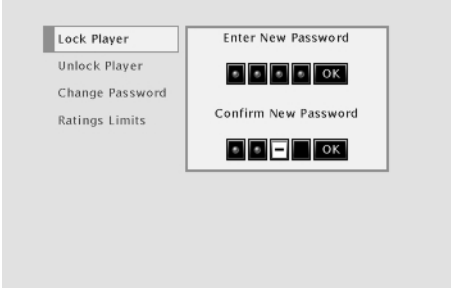 Lock Player
Unlock Player
Change Password
Ratings Limits
Enter New Password
OK
Confirm New Password
OK